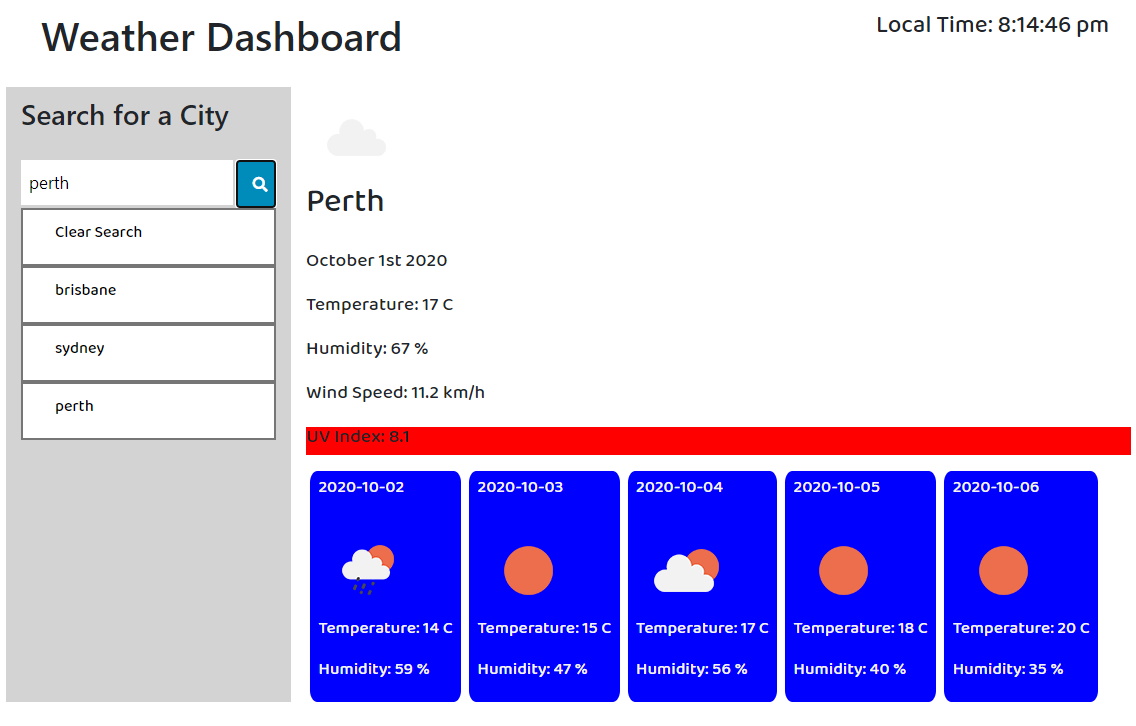 Weather Dashboard
Local Time: 8:14:46 pm
Search for a City
perth
Clear Search
brisbane
sydney
perth
Perth
October 1st 2020
Temperature: 17 C
Humidity: 67 %
Wind Speed: 11.2 km/h
UV Index: 8.1
2020-10-02
Temperature: 14 C
Humidity: 59 %
2020-10-03
Temperature: 15 C
Humidity: 47 %
2020-10-04
Temperature: 17 C
Humidity: 56 %
2020-10-05
Temperature: 18 C
Humidity: 40 %
2020-10-06
Temperature: 20 C
Humidity: 35 %